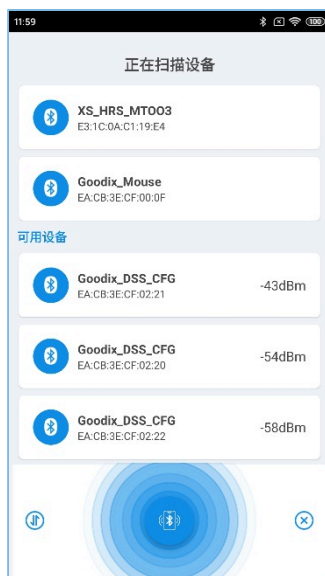 11:59
100
正在扫描设备
XS_HRS_MT003
E3:1C:0A:C1:19:E4
Goodix_Mouse
EA:CB:3E:CF:00:0F
可用设备
Goodix_DSS_CFG
EA:CB:3E:CF:02:21
-43dBm
Goodix_DSS_CFG
EA:CB:3E:CF:02:20
-54dBm
Goodix_DSS_CFG
EA:CB:3E:CF:02:22
-58dBm